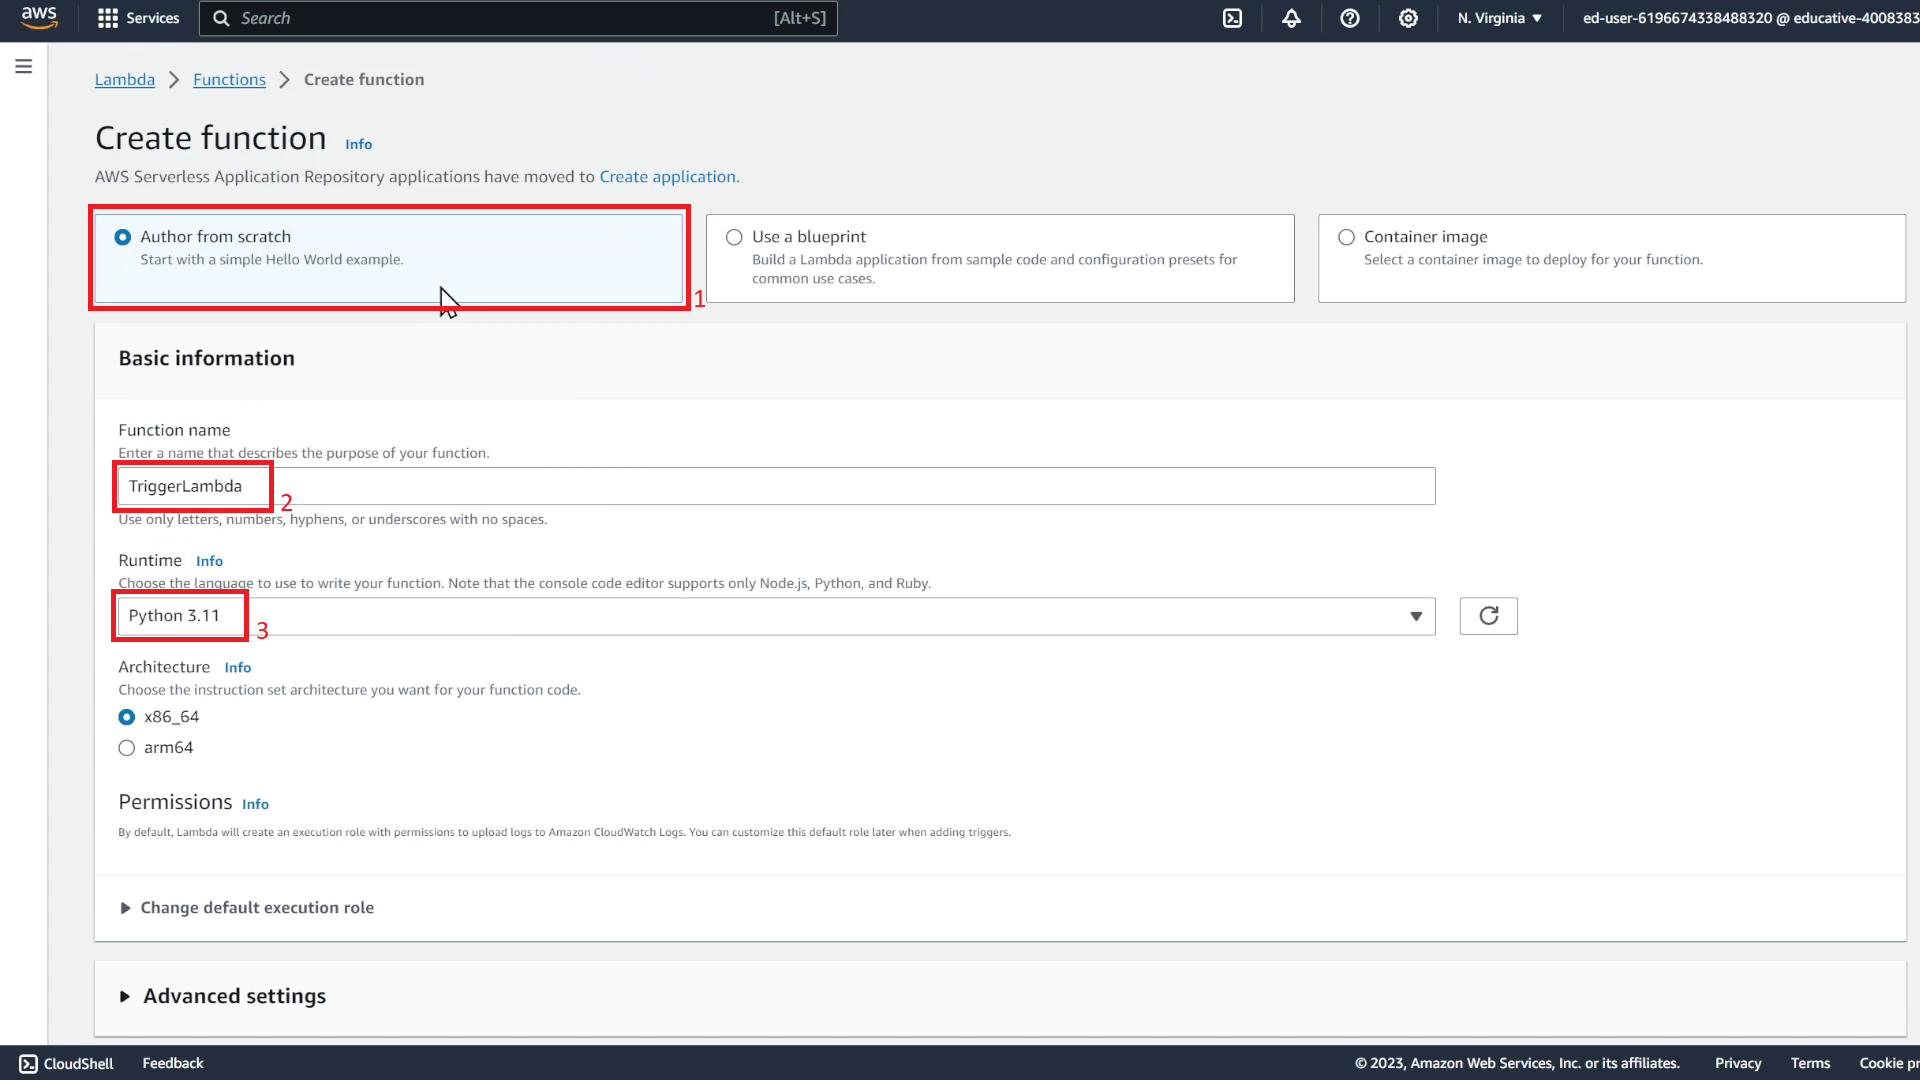 aws Services Search [Alt+S] N. Virginia ed-user-6196674338488320 @ educative-4008383
Lambda Functions Create function
Create function Info
AWS Serverless Application Repository applications have moved to Create application.
Author from scratch
Start with a simple Hello World example.
1
Use a blueprint
Build a Lambda application from sample code and configuration presets for
common use cases.
Container image
Select a container image to deploy for your function.
Basic information
Function name
Enter a name that describes the purpose of your function.
TriggerLambda
2
Use only letters, numbers, hyphens, or underscores with no spaces.
Runtime Info
Choose the language to use to write your function. Note that the console code editor supports only Node.js, Python, and Ruby.
Python 3.11
3
Architecture Info
Choose the instruction set architecture you want for your function code.
x86_64
arm64
Permissions Info
By default, Lambda will create an execution role with permissions to upload logs to Amazon CloudWatch Logs. You can customize this default role later when adding triggers.
Change default execution role
Advanced settings
CloudShell Feedback © 2023, Amazon Web Services, Inc. or its affiliates. Privacy Terms Cookie pr